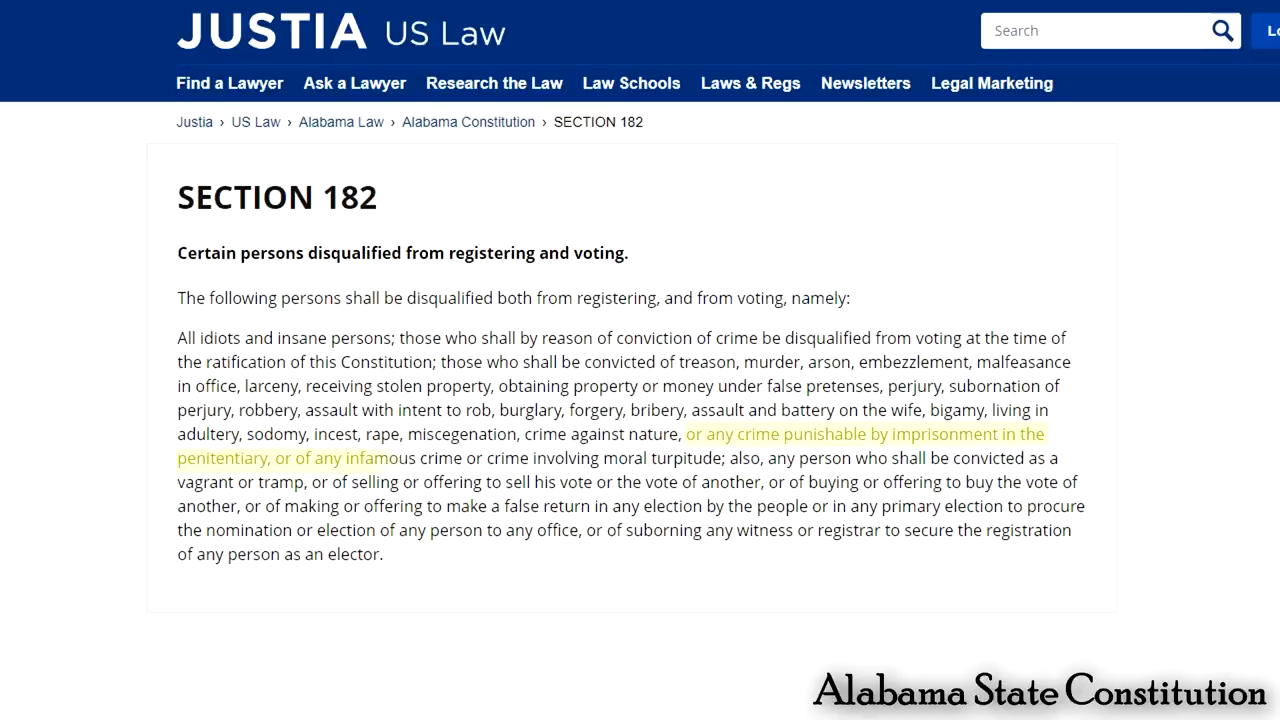 JUSTIA US Law
Search
Find a Lawyer Ask a Lawyer Research the Law Law Schools Laws & Regs Newsletters Legal Marketing
Justia › US Law › Alabama Law › Alabama Constitution › SECTION 182
SECTION 182
Certain persons disqualified from registering and voting.
The following persons shall be disqualified both from registering, and from voting, namely:
All idiots and insane persons; those who shall by reason of conviction of crime be disqualified from voting at the time of
the ratification of this Constitution; those who shall be convicted of treason, murder, arson, embezzlement, malfeasance
in office, larceny, receiving stolen property, obtaining property or money under false pretenses, perjury, subornation of
perjury, robbery, assault with intent to rob, burglary, forgery, bribery, assault and battery on the wife, bigamy, living in
adultery, sodomy, incest, rape, miscegenation, crime against nature, or any crime punishable by imprisonment in the
penitentiary, or of any infamous crime or crime involving moral turpitude; also, any person who shall be convicted as a
vagrant or tramp, or of selling or offering to sell his vote or the vote of another, or of buying or offering to buy the vote of
another, or of making or offering to make a false return in any election by the people or in any primary election to procure
the nomination or election of any person to any office, or of suborning any witness or registrar to secure the registration
of any person as an elector.
Alabama State Constitution